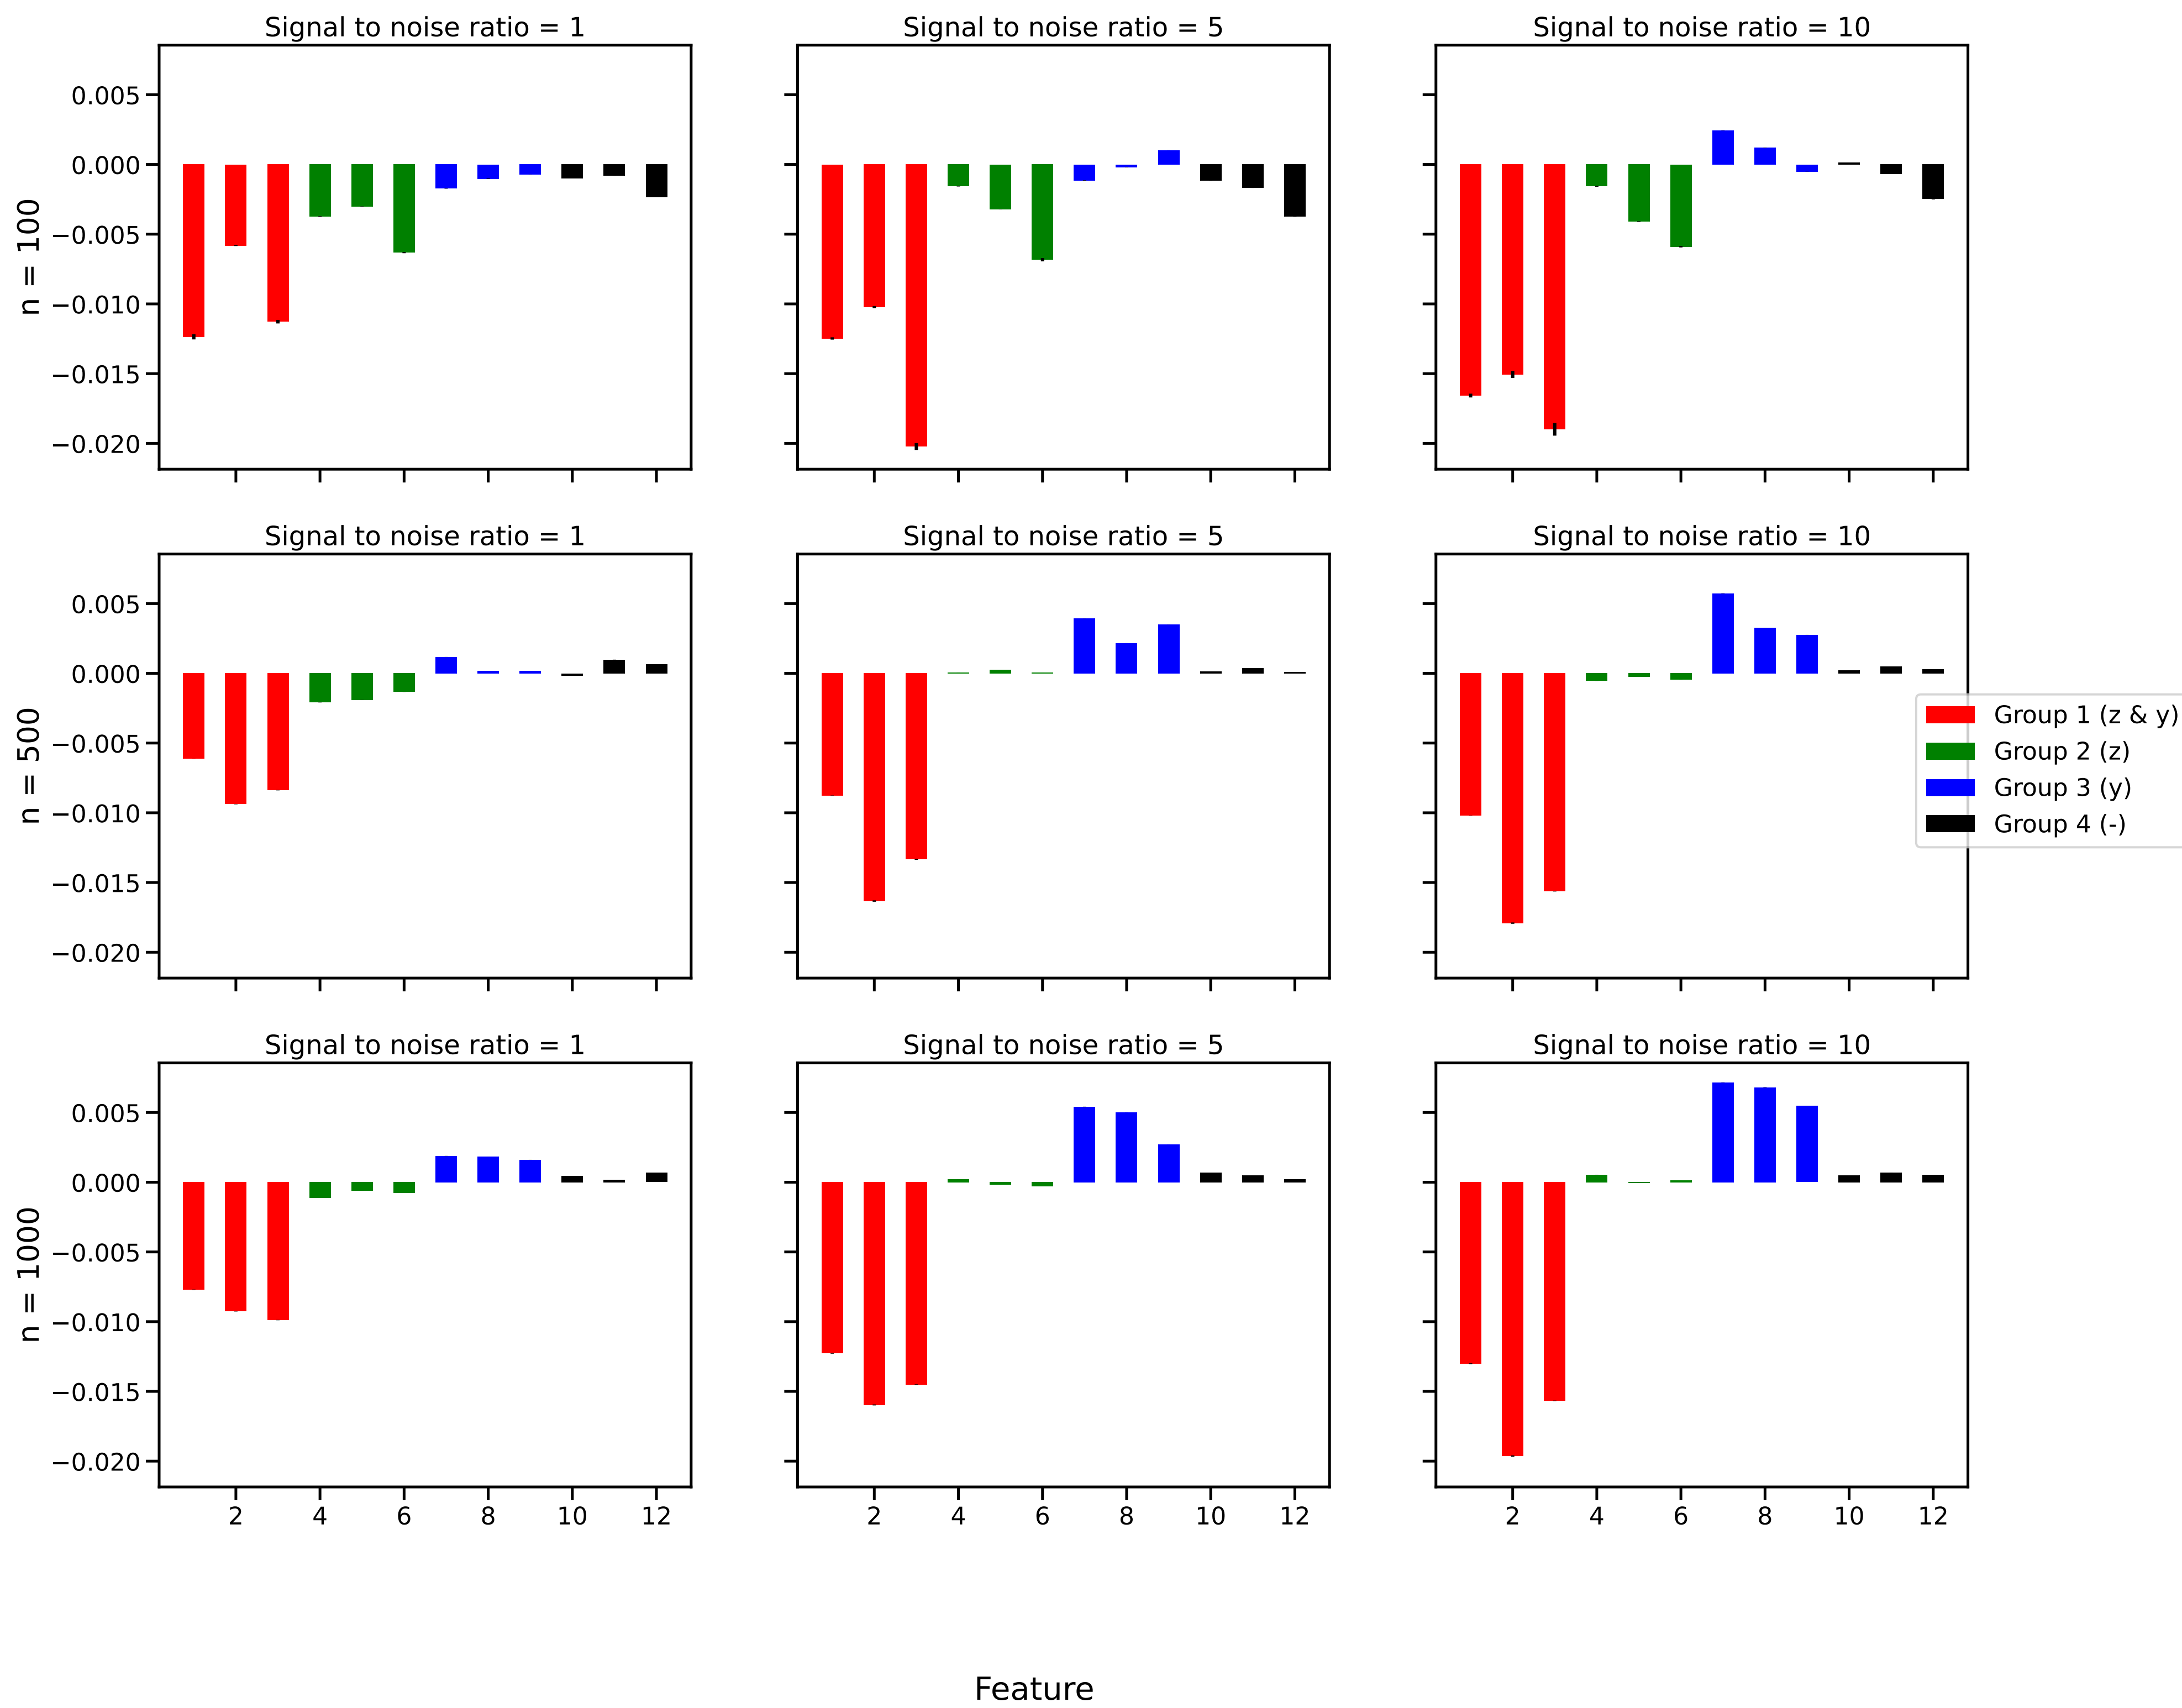 Signal to noise ratio = 1
Signal to noise ratio = 5
Signal to noise ratio = 10
0.005
0.000
−0.005
−0.010
−0.015
−0.020
n = 100
Signal to noise ratio = 1
Signal to noise ratio = 5
Signal to noise ratio = 10
0.005
0.000
−0.005
−0.010
−0.015
−0.020
n = 500
Group 1 (z & y)
Group 2 (z)
Group 3 (y)
Group 4 (-)
Signal to noise ratio = 1
Signal to noise ratio = 5
Signal to noise ratio = 10
0.005
0.000
−0.005
−0.010
−0.015
−0.020
n = 1000
2 4 6 8 10 12
2 4 6 8 10 12
2 4 6 8 10 12
Feature